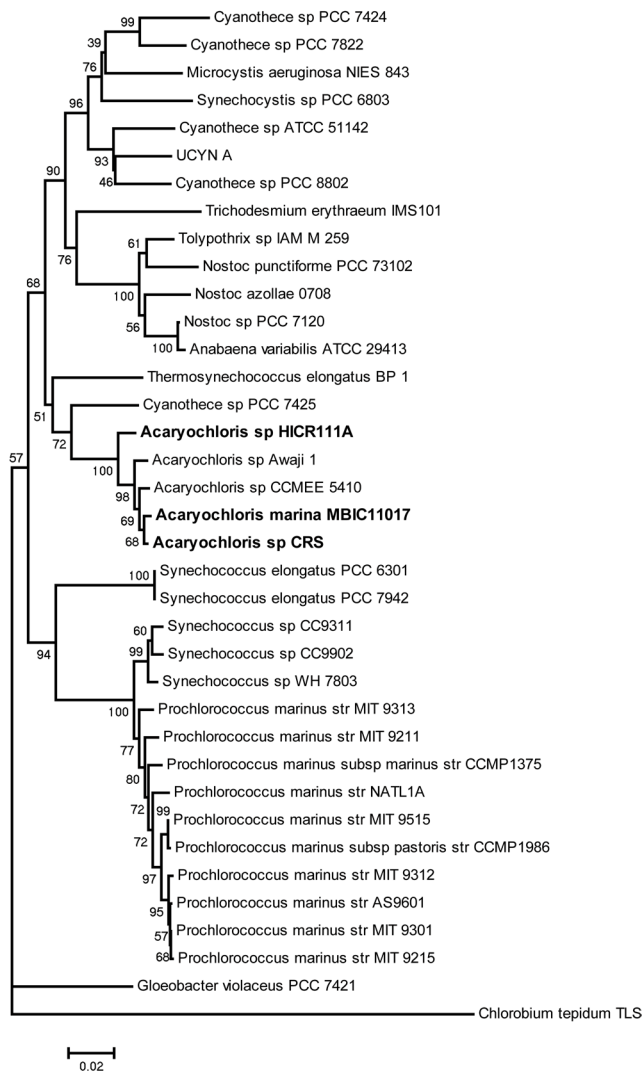 Cyanothece sp PCC 7424
99
Cyanothece sp PCC 7822
39
Microcystis aeruginosa NIES 843
76
Synechocystis sp PCC 6803
96
Cyanothece sp ATCC 51142
UCYN A
93
Cyanothece sp PCC 8802
46
90
Trichodesmium erythraeum IMS101
Tolypothrix sp IAM M 259
61
76
Nostoc punctiforme PCC 73102
68
100
Nostoc azollae 0708
56
Nostoc sp PCC 7120
100
Anabaena variabilis ATCC 29413
Thermosynechococcus elongatus BP 1
51
Cyanothece sp PCC 7425
72
Acaryochloris sp HICR111A
57
100
Acaryochloris sp Awaji 1
98
Acaryochloris sp CCMEE 5410
69
Acaryochloris marina MBIC11017
68
Acaryochloris sp CRS
Synechococcus elongatus PCC 6301
100
Synechococcus elongatus PCC 7942
Synechococcus sp CC9311
60
94
99
Synechococcus sp CC9902
Synechococcus sp WH 7803
100
Prochlorococcus marinus str MIT 9313
77
Prochlorococcus marinus str MIT 9211
80
Prochlorococcus marinus subsp marinus str CCMP1375
72
Prochlorococcus marinus str NATL1A
99
Prochlorococcus marinus str MIT 9515
72
Prochlorococcus marinus subsp pastoris str CCMP1986
97
Prochlorococcus marinus str MIT 9312
95
Prochlorococcus marinus str AS9601
57
Prochlorococcus marinus str MIT 9301
68
Prochlorococcus marinus str MIT 9215
Gloeobacter violaceus PCC 7421
Chlorobium tepidum TLS
0.02